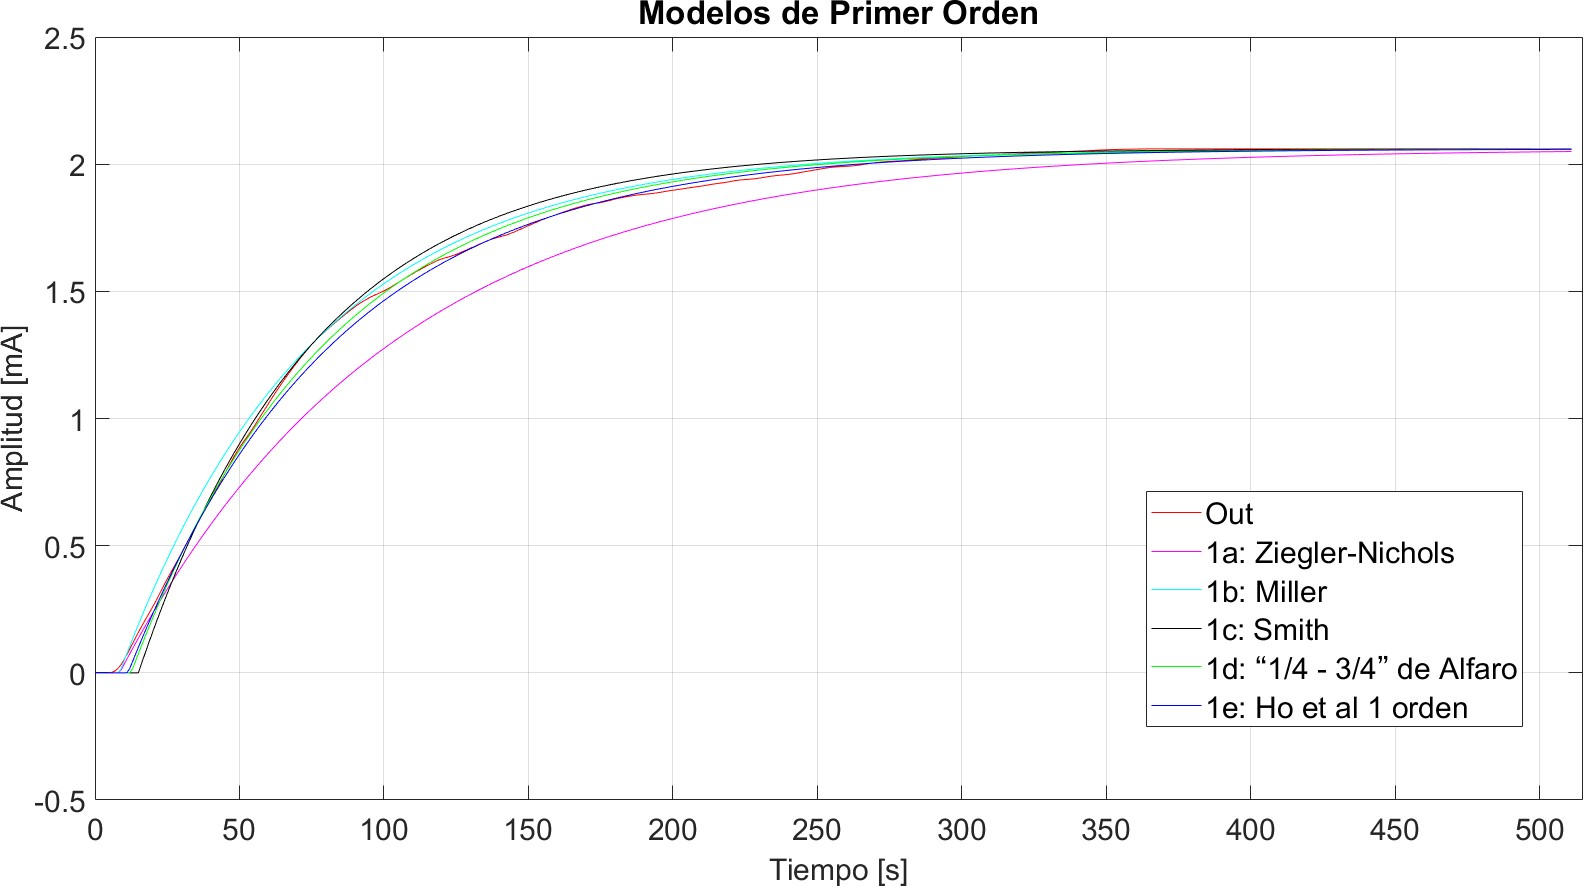 Modelos de Primer Orden
2.5
2
1.5
1
0.5
0
-0.5
Amplitud [mA]
0 50 100 150 200 250 300 350 400 450 500
Tiempo [s]
Out
1a: Ziegler-Nichols
1b: Miller
1c: Smith
1d: “1/4 - 3/4” de Alfaro
1e: Ho et al 1 orden